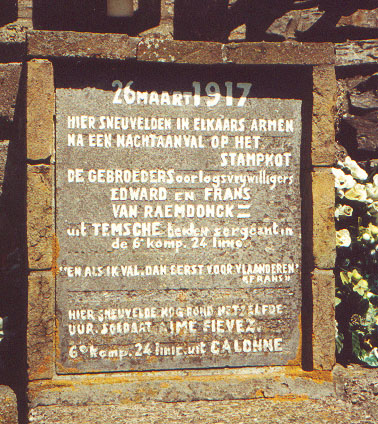 26 MAART 1917
HIER SNEUVELDEN IN ELKAARS ARMEN
NA EEN NACHTAANVAL OP HET
STAMPKOT
DE GEBROEDERS oorlogsvrijwilligers
EDWARD EN FRANS
VAN RAEMDONCK
uit TEMSCHE beiden sergeant in
de 6e komp. 24 linie
"EN ALS IK VAL, DAN EERST VOOR VLAANDEREN"
"FRANS"
HIER SNEUVELDE NOG ROND HETZELFDE
UUR, SOLDAAT AIME FIEVEZ.
6de komp. 24 linie uit CALONNE